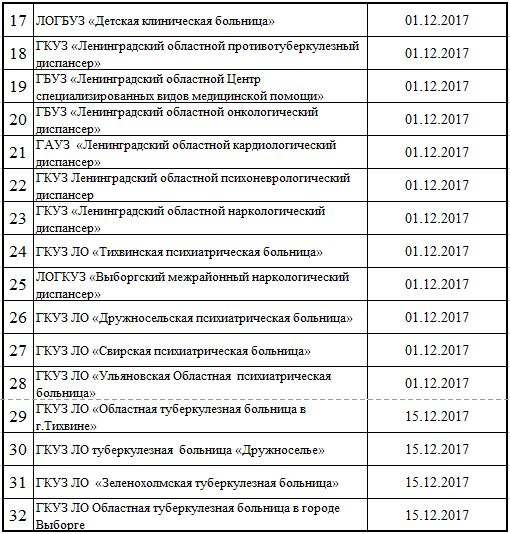 17 ЛОГБУЗ «Детская клиническая больница» 01.12.2017
18 ГКУЗ «Ленинградский областной противотуберкулезный
диспансер» 01.12.2017
19 ГБУЗ «Ленинградский областной Центр
специализированных видов медицинской помощи» 01.12.2017
20 ГБУЗ «Ленинградский областной онкологический
диспансер» 01.12.2017
21 ГАУЗ «Ленинградский областной кардиологический
диспансер» 01.12.2017
22 ГКУЗ Ленинградский областной психоневрологический
диспансер 01.12.2017
23 ГКУЗ «Ленинградский областной наркологический
диспансер» 01.12.2017
24 ГКУЗ ЛО «Тихвинская психиатрическая больница» 01.12.2017
25 ЛОГКУЗ «Выборгский межрайонный наркологический
диспансер» 01.12.2017
26 ГКУЗ ЛО «Дружносельская психиатрическая больница» 01.12.2017
27 ГКУЗ ЛО «Свирская психиатрическая больница» 01.12.2017
28 ГКУЗ ЛО «Ульяновская Областная психиатрическая
больница» 01.12.2017
29 ГКУЗ ЛО «Областная туберкулезная больница в
г.Тихвине» 15.12.2017
30 ГКУЗ ЛО туберкулезная больница «Дружноселье» 15.12.2017
31 ГКУЗ ЛО «Зеленохолмская туберкулезная больница» 15.12.2017
32 ГКУЗ ЛО Областная туберкулезная больница в городе
Выборге 15.12.2017